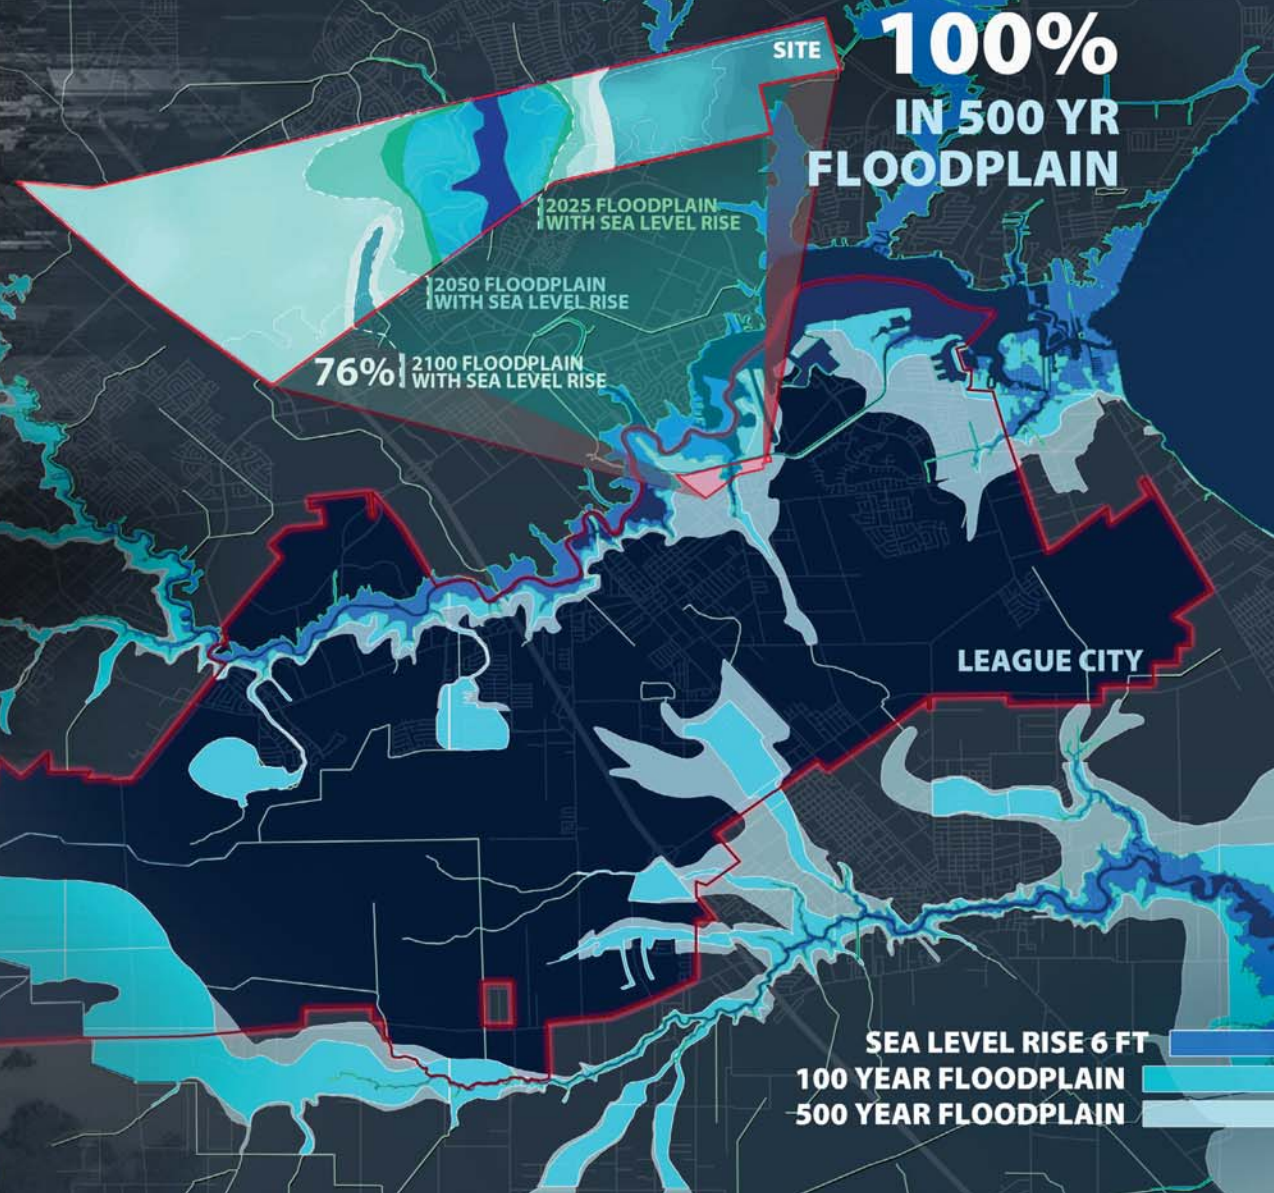 SITE
100%
IN 500 YR
FLOODPLAIN
2025 FLOODPLAIN
WITH SEA LEVEL RISE
2050 FLOODPLAIN
WITH SEA LEVEL RISE
76%
2100 FLOODPLAIN
WITH SEA LEVEL RISE
LEAGUE CITY
SEA LEVEL RISE 6 FT
100 YEAR FLOODPLAIN
500 YEAR FLOODPLAIN